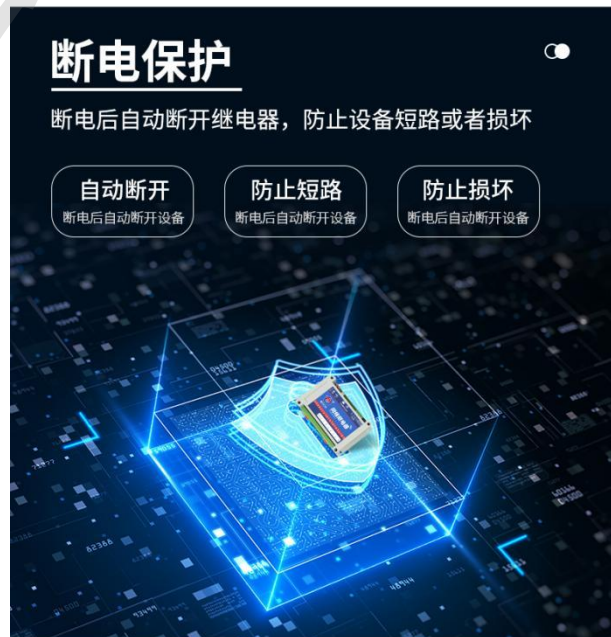 断电保护
断电后自动断开继电器，防止设备短路或者损坏
自动断开
防止短路
防止损坏
断电后自动断开设备
断电后自动断开设备
断电后自动断开设备
62366